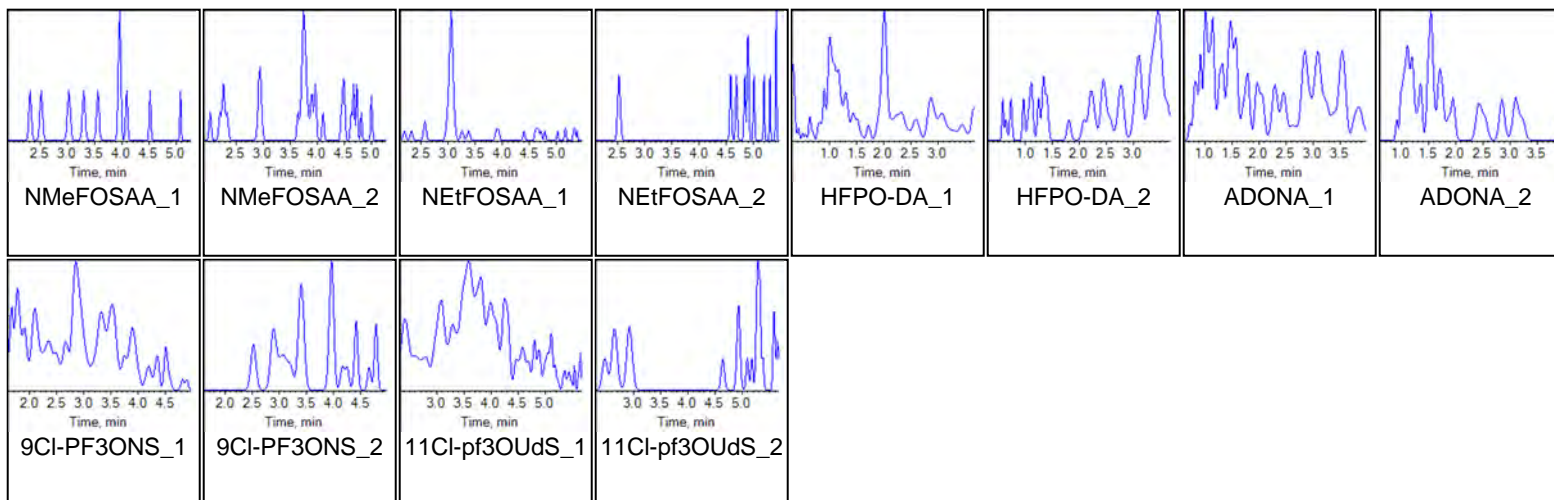 2.5 3.0 3.5 4.0 4.5 5.0
Time, min
NMeFOSAA_1
2.5 3.0 3.5 4.0 4.5 5.0
Time, min
NMeFOSAA_2
2.5 3.0 3.5 4.0 4.5 5.0
Time, min
NEtFOSAA_1
2.5 3.0 3.5 4.0 4.5 5.0
Time, min
NEtFOSAA_2
1.0 1.5 2.0 2.5 3.0
Time, min
HFPO-DA_1
1.0 1.5 2.0 2.5 3.0
Time, min
HFPO-DA_2
1.0 1.5 2.0 2.5 3.0 3.5
Time, min
ADONA_1
1.0 1.5 2.0 2.5 3.0 3.5
Time, min
ADONA_2
2.0 2.5 3.0 3.5 4.0 4.5
Time, min
9Cl-PF3ONS_1
2.0 2.5 3.0 3.5 4.0 4.5
Time, min
9Cl-PF3ONS_2
3.0 3.5 4.0 4.5 5.0
Time, min
11Cl-pf3OUdS_1
3.0 3.5 4.0 4.5 5.0
Time, min
11Cl-pf3OUdS_2